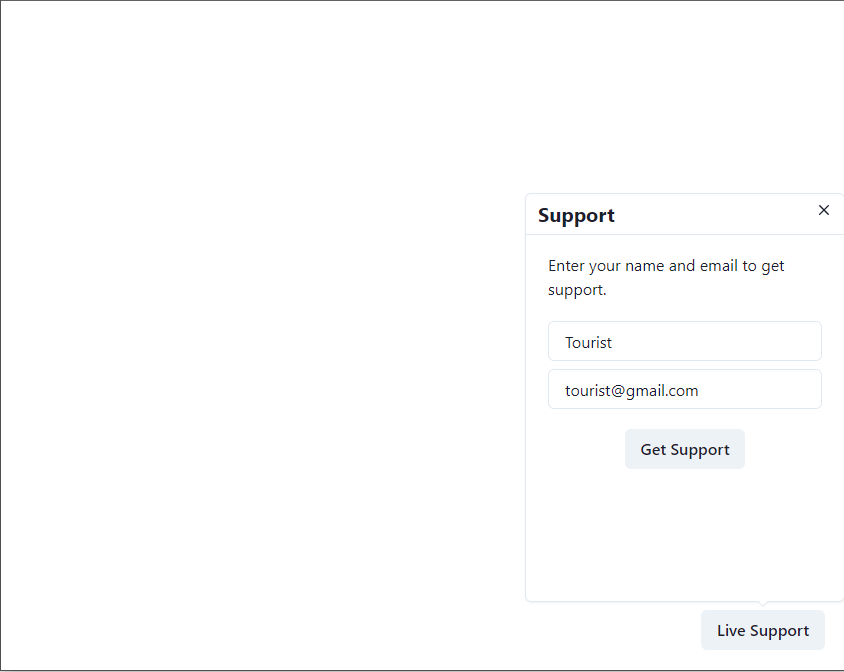 Support
Enter your name and email to get
support.
Tourist
tourist@gmail.com
Get Support
Live Support